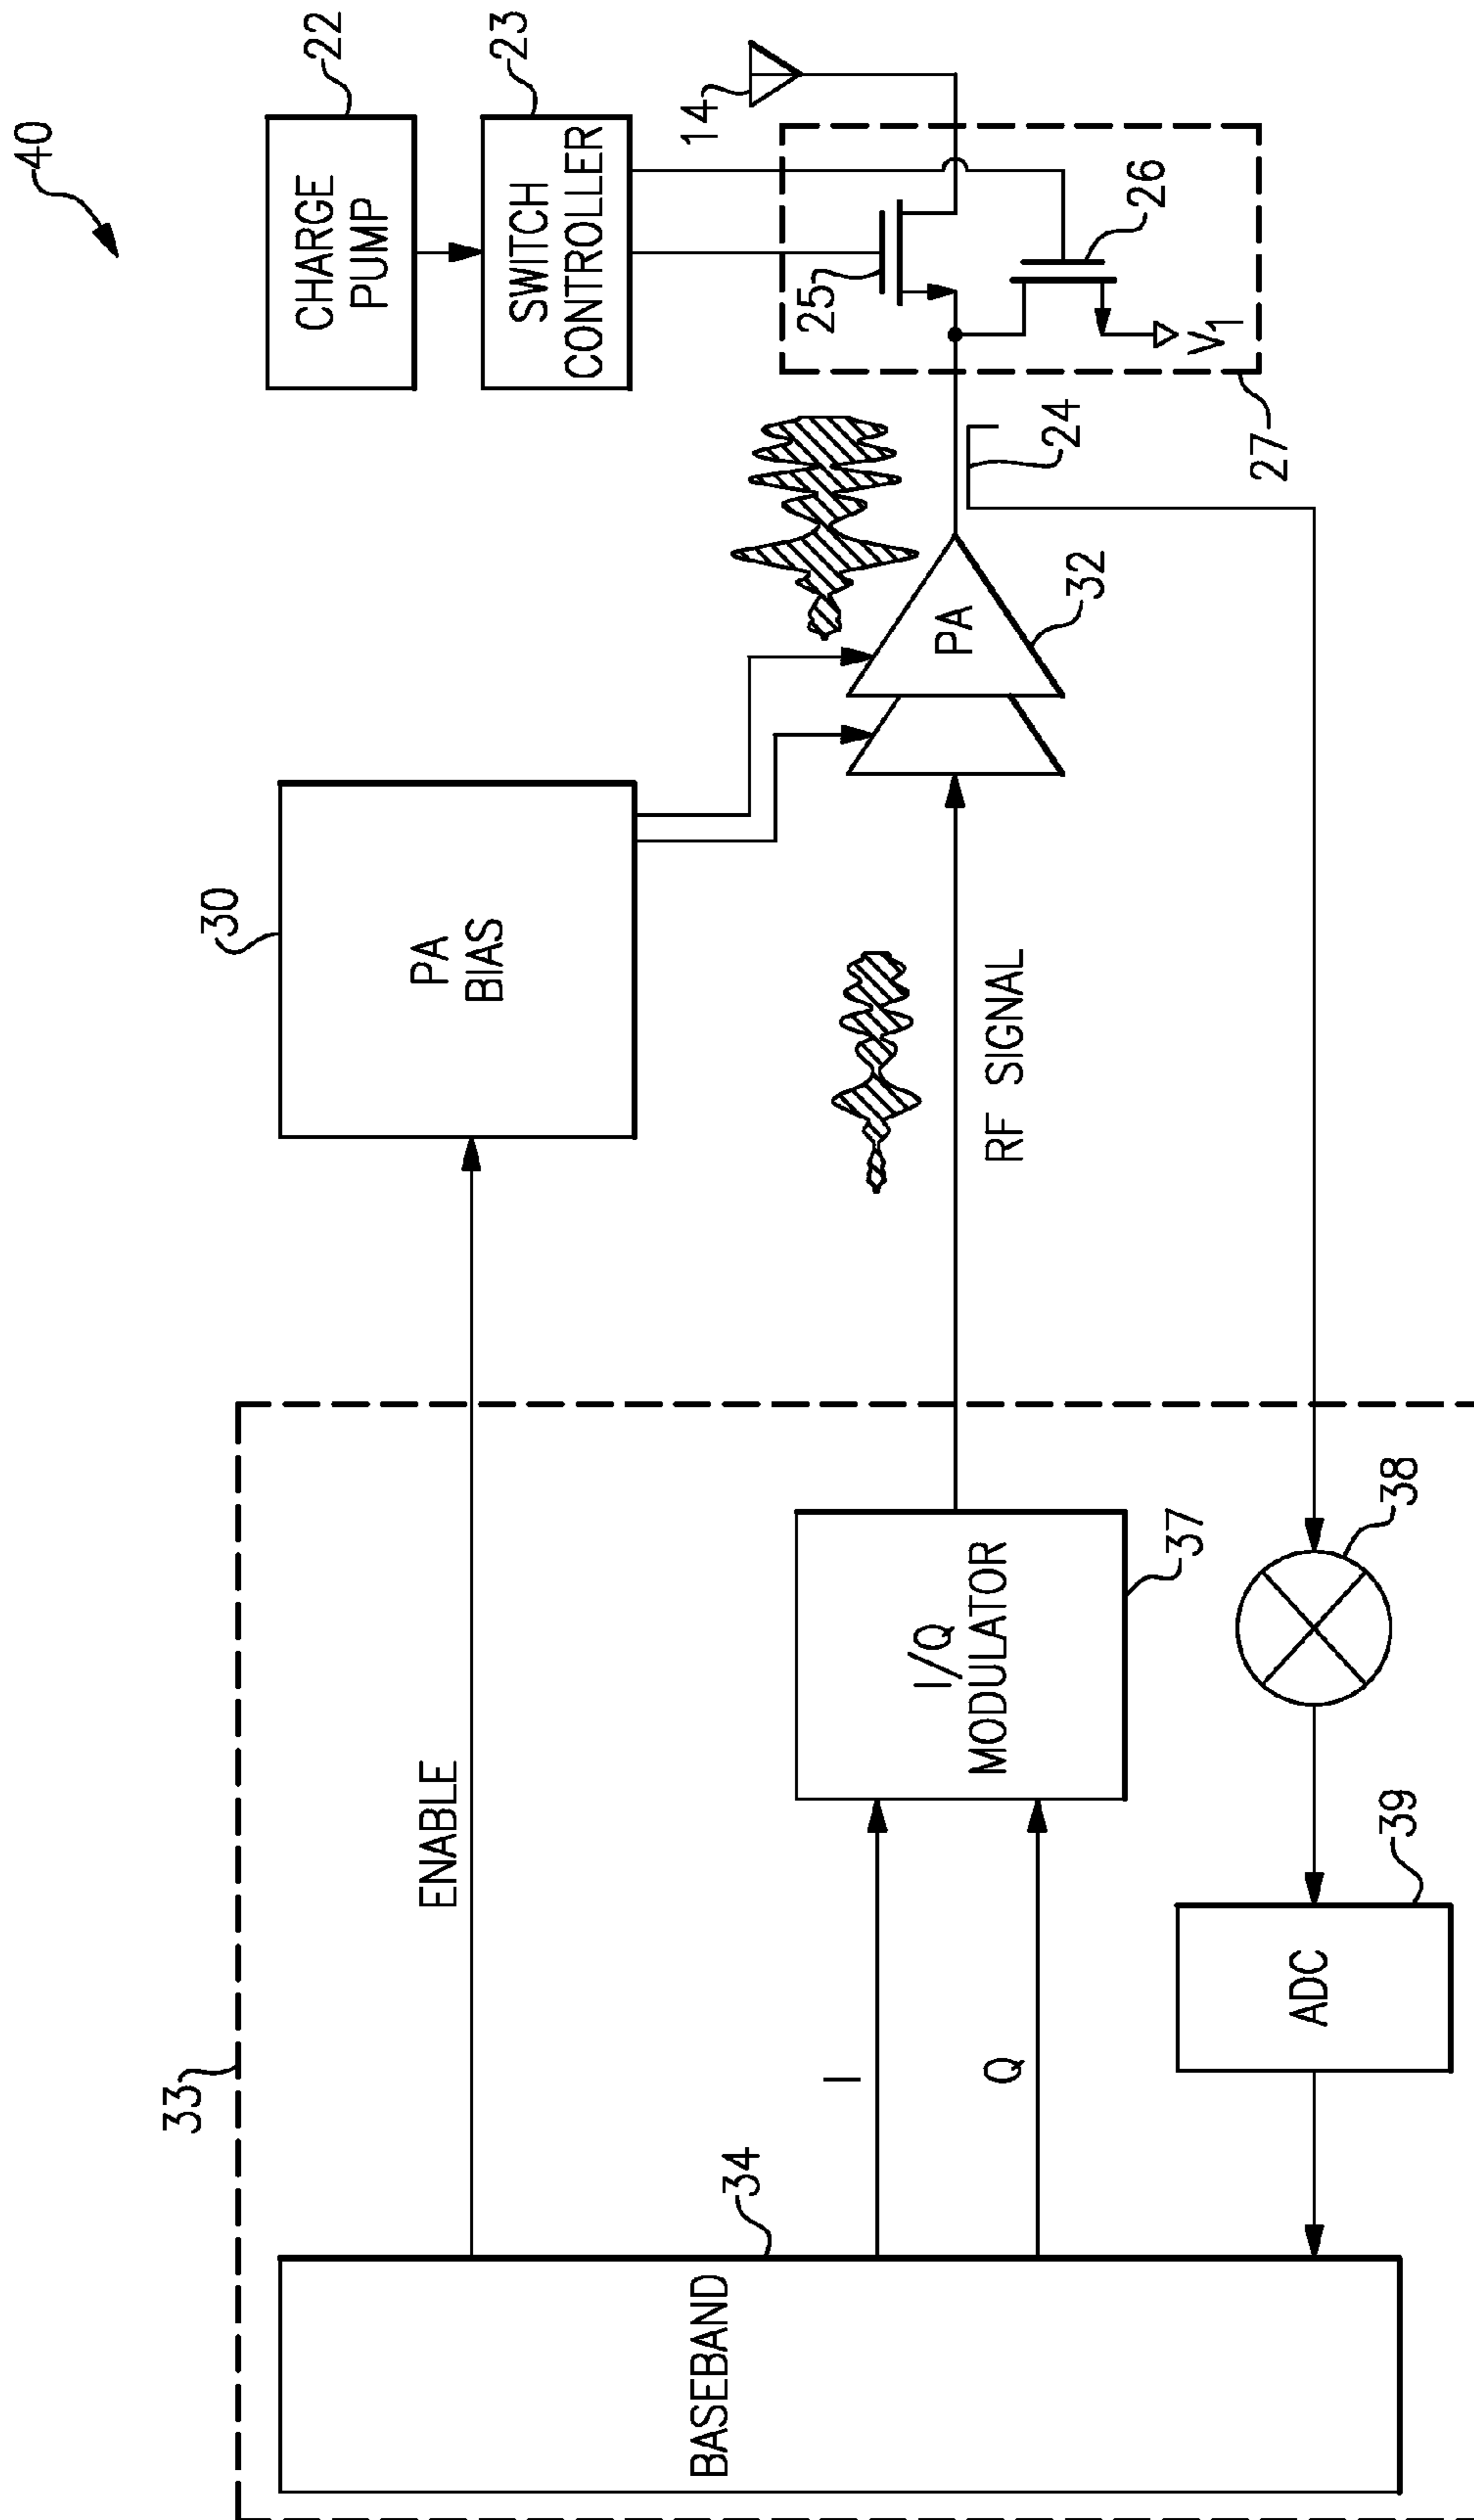 40
33
BASEBAND
34
ENABLE
I
Q
I/Q
MODULATOR
37
ADC
39
38
30
PA
BIAS
RF SIGNAL
PA
32
24
CHARGE
PUMP
22
SWITCH
CONTROLLER
23
14
25
26
V1
27